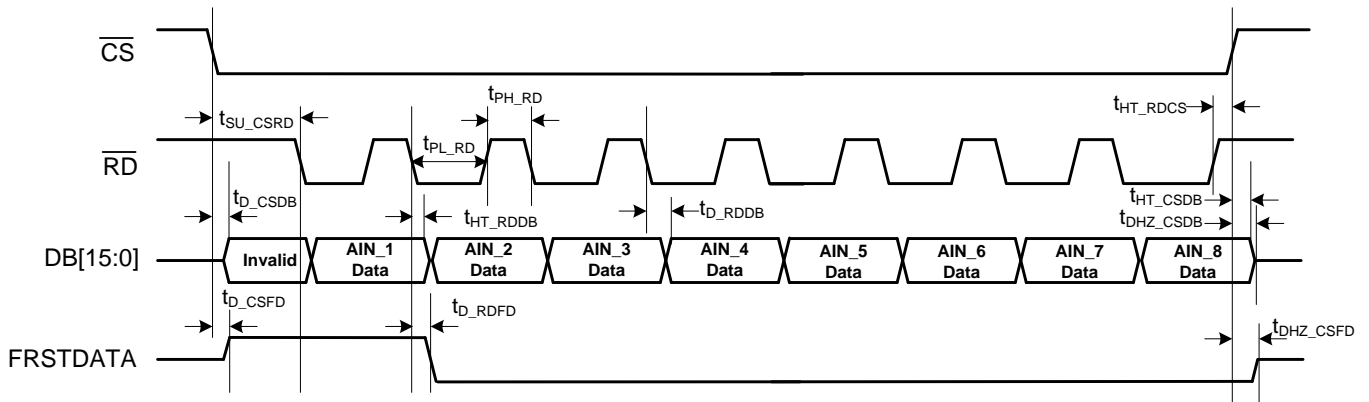 CS
tPH_RD
tHT_RDCS
tSU_CSRD
tPL_RD
RD
tD_CSDB
tHT_RDDB
tD_RDDB
tHT_CSDB
tDHZ_CSDB
DB[15:0]
Invalid
AIN_1
Data
AIN_2
Data
AIN_3
Data
AIN_4
Data
AIN_5
Data
AIN_6
Data
AIN_7
Data
AIN_8
Data
tD_CSFD
tD_RDFD
tDHZ_CSFD
FRSTDATA